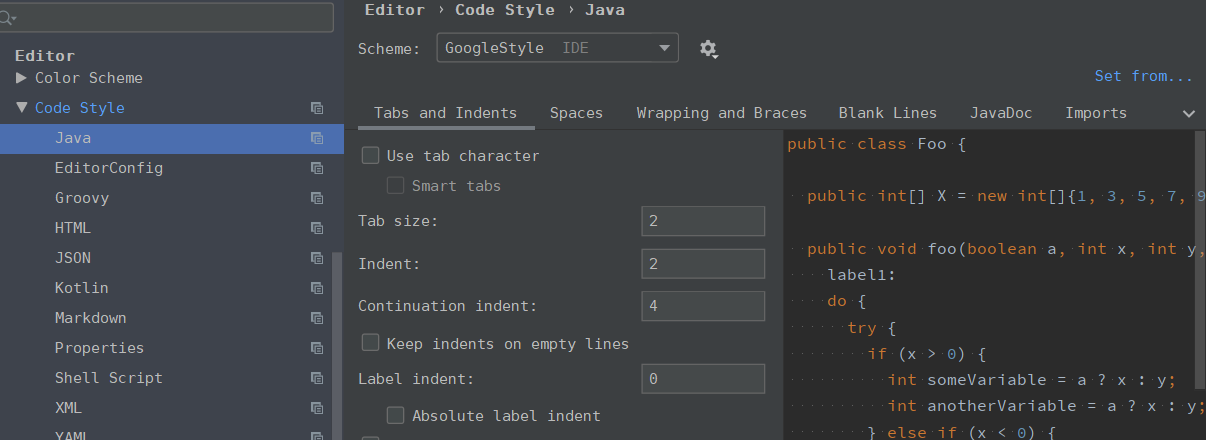 Editor
Color Scheme
Code Style
Java
EditorConfig
Groovy
HTML
JSON
Kotlin
Markdown
Properties
Shell Script
XML
YAML
Editor › Code Style › Java
Scheme: GoogleStyle IDE
Set from...
Tabs and Indents Spaces Wrapping and Braces Blank Lines JavaDoc Imports
Use tab character
Smart tabs
Tab size: 2
Indent: 2
Continuation indent: 4
Keep indents on empty lines
Label indent: 0
Absolute label indent
public class Foo {
public int[] X = new int[]{1, 3, 5, 7, 9
public void foo(boolean a, int x, int y,
label1:
do {
try {
if (x > 0) {
int someVariable = a ? x : y;
int anotherVariable = a ? x : y;
} else if (x < 0) {